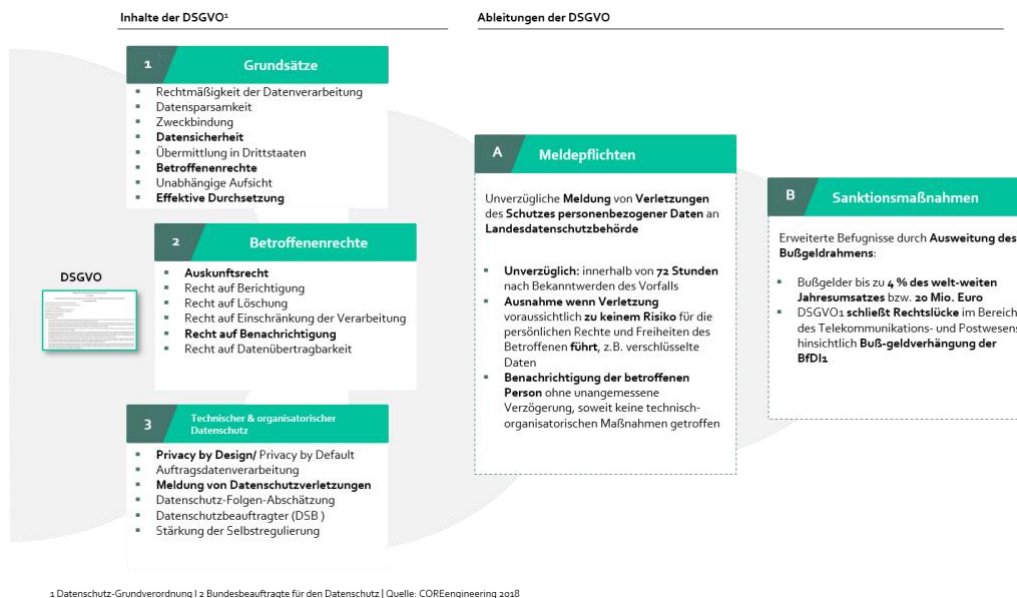 Inhalte der DSGVO¹
Ableitungen der DSGVO
1 Grundsätze
▪ Rechtmäßigkeit der Datenverarbeitung
▪ Datensparsamkeit
▪ Zweckbindung
▪ Datensicherheit
▪ Übermittlung in Drittstaaten
▪ Betroffenenrechte
▪ Unabhängige Aufsicht
▪ Effektive Durchsetzung
DSGVO
2 Betroffenenrechte
▪ Auskunftsrecht
▪ Recht auf Berichtigung
▪ Recht auf Löschung
▪ Recht auf Einschränkung der Verarbeitung
▪ Recht auf Benachrichtigung
▪ Recht auf Datenübertragbarkeit
3 Technischer & organisatorischer
Datenschutz
▪ Privacy by Design/ Privacy by Default
▪ Auftragsdatenverarbeitung
▪ Meldung von Datenschutzverletzungen
▪ Datenschutz-Folgen-Abschätzung
▪ Datenschutzbeauftragter (DSB )
▪ Stärkung der Selbstregulierung
A Meldepflichten
Unverzügliche Meldung von Verletzungen
des Schutzes personenbezogener Daten an
Landesdatenschutzbehörde
▪ Unverzüglich: innerhalb von 72 Stunden
nach Bekanntwerden des Vorfalls
▪ Ausnahme wenn Verletzung
voraussichtlich zu keinem Risiko für die
persönlichen Rechte und Freiheiten des
Betroffenen führt, z.B. verschlüsselte
Daten
▪ Benachrichtigung der betroffenen
Person ohne unangemessene
Verzögerung, soweit keine technisch-
organisatorischen Maßnahmen getroffen
B Sanktionsmaßnahmen
Erweiterte Befugnisse durch Ausweitung des
Bußgeldrahmens:
▪ Bußgelder bis zu 4 % des welt-weiten
Jahresumsatzes bzw. 20 Mio. Euro
▪ DSGVO1 schließt Rechtslücke im Bereich
des Telekommunikations- und Postwesens
hinsichtlich Buß-geldverhängung der
BfDI2
1 Datenschutz-Grundverordnung | 2 Bundesbeauftragte für den Datenschutz | Quelle: COREengineering 2018